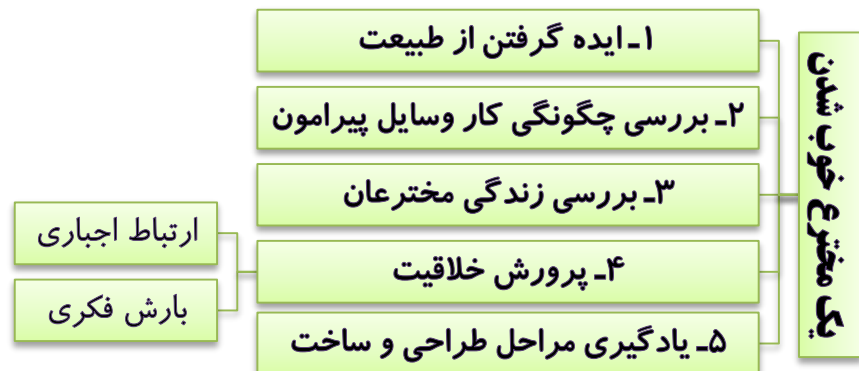 یک مخترع خوب شدن
۱ـ ایده گرفتن از طبیعت
۲ـ بررسی چگونگی کار وسایل پیرامون
۳ـ بررسی زندگی مخترعان
۴ـ پرورش خلاقیت
ارتباط اجباری
بارش فکری
۵ـ یادگیری مراحل طراحی و ساخت